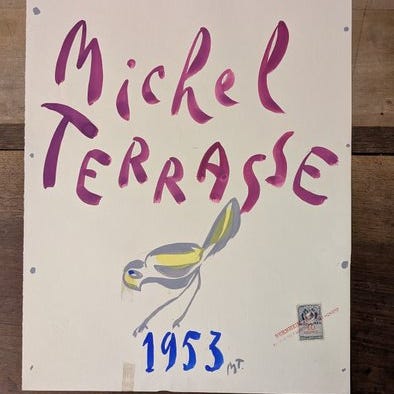 Michel
TERRASSE
1953 MT.